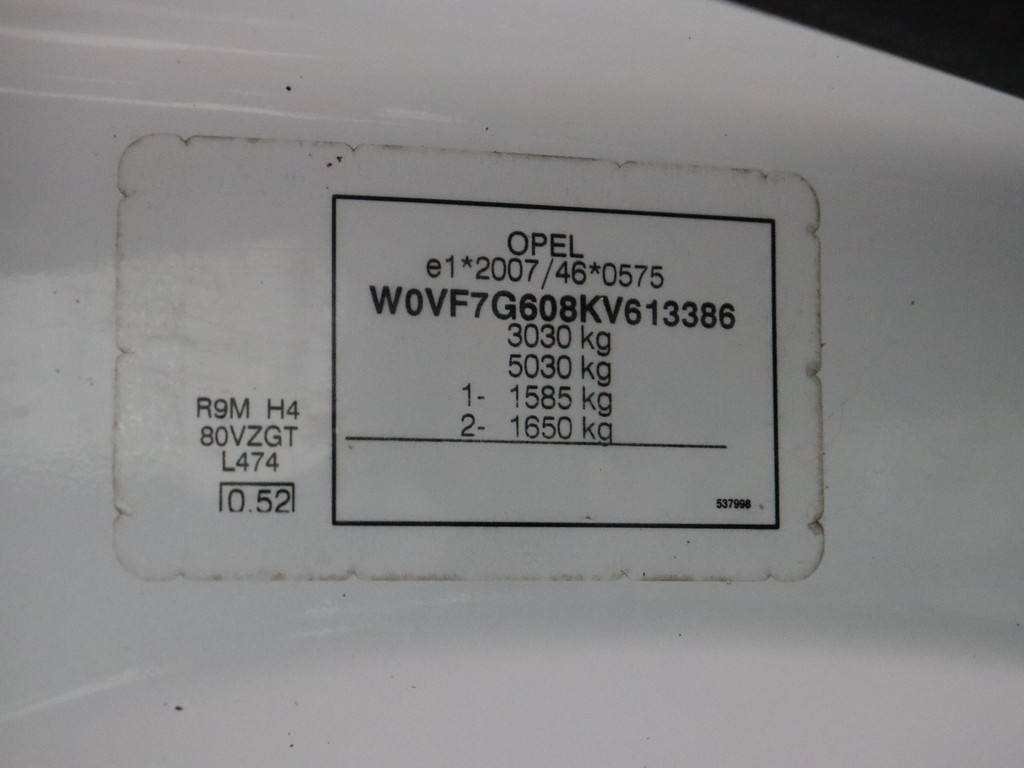 OPEL
e1*2007/46*0575
W0VF7G608KV613386
3030 kg
5030 kg
1- 1585 kg
2- 1650 kg
R9M H4
80VZGT
L474
0.52
537998